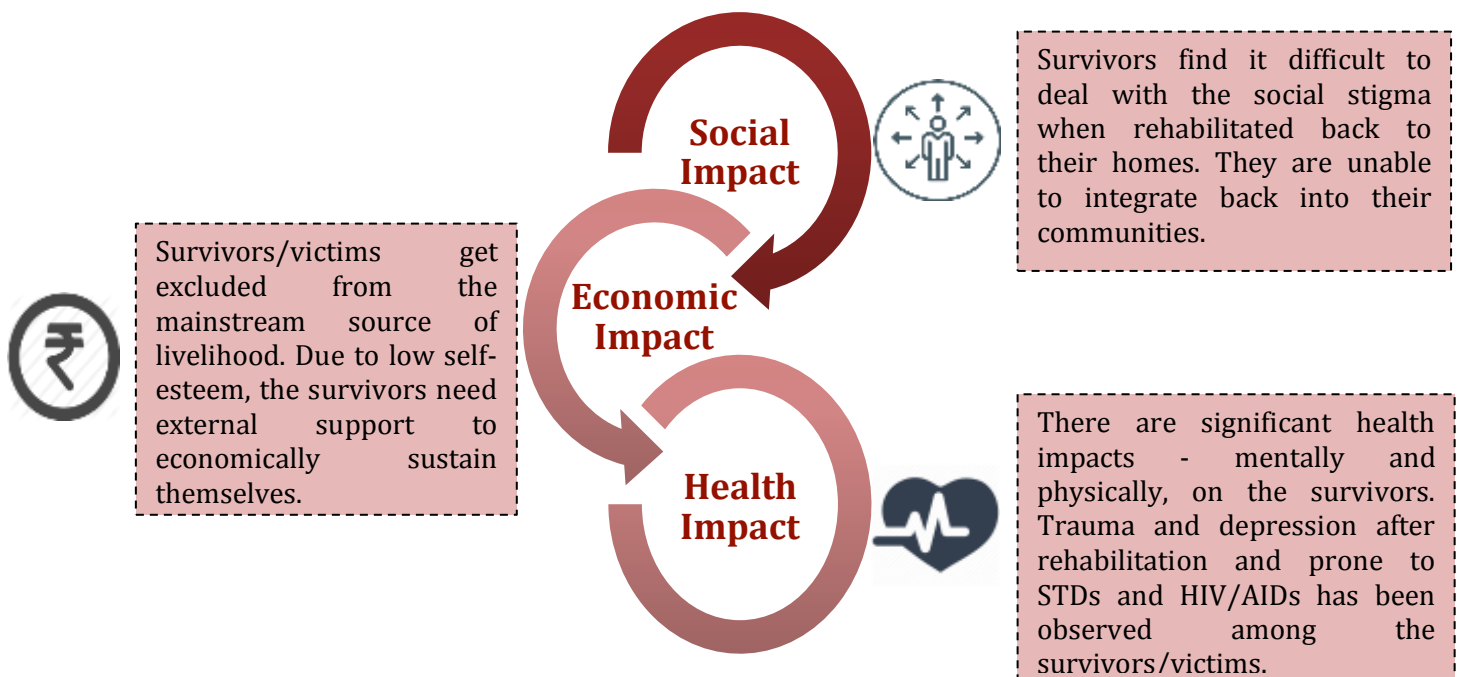 Social
Impact
Survivors find it difficult to
deal with the social stigma
when rehabilitated back to
their homes. They are unable
to integrate back into their
communities.
Economic
Impact
Survivors/victims get
excluded from the
mainstream source of
livelihood. Due to low self-
esteem, the survivors need
external support to
economically sustain
themselves.
₹
Health
Impact
There are significant health
impacts - mentally and
physically, on the survivors.
Trauma and depression after
rehabilitation and prone to
STDs and HIV/AIDs has been
observed among the
survivors/victims.